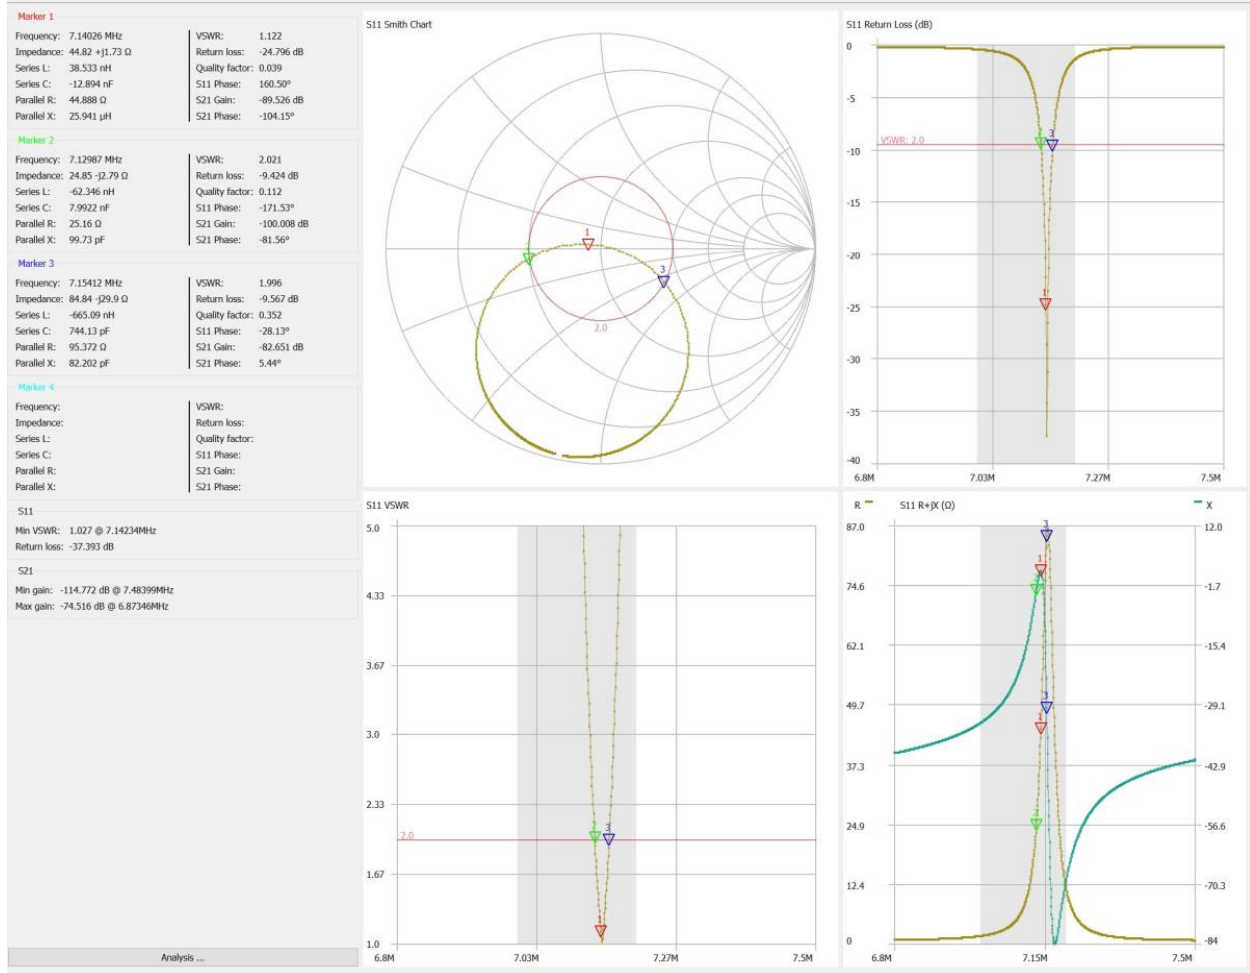 Marker 1
Frequency: 7.14026 MHz VSWR: 1.122
Impedance: 44.82 +j1.73 Ω Return loss: -24.796 dB
Series L: 38.533 nH Quality factor: 0.039
Series C: -12.894 nF S11 Phase: 160.50°
Parallel R: 44.888 Ω S21 Gain: -89.526 dB
Parallel X: 25.941 µH S21 Phase: -104.15°
Marker 2
Frequency: 7.12987 MHz VSWR: 2.021
Impedance: 24.85 -j2.79 Ω Return loss: -9.424 dB
Series L: -62.346 nH Quality factor: 0.112
Series C: 7.9922 nF S11 Phase: -171.53°
Parallel R: 25.16 Ω S21 Gain: -100.008 dB
Parallel X: 99.73 pF S21 Phase: -81.56°
Marker 3
Frequency: 7.15412 MHz VSWR: 1.996
Impedance: 84.84 -j29.9 Ω Return loss: -9.567 dB
Series L: -665.09 nH Quality factor: 0.352
Series C: 744.13 pF S11 Phase: -28.13°
Parallel R: 95.372 Ω S21 Gain: -82.651 dB
Parallel X: 82.202 pF S21 Phase: 5.44°
Marker 4
Frequency: VSWR:
Impedance: Return loss:
Series L: Quality factor:
Series C: S11 Phase:
Parallel R: S21 Gain:
Parallel X: S21 Phase:
S11
Min VSWR: 1.027 @ 7.14234MHz
Return loss: -37.393 dB
S21
Min gain: -114.772 dB @ 7.48399MHz
Max gain: -74.516 dB @ 6.87346MHz
Analysis ...
S11 Smith Chart
1
3
2.0
S11 Return Loss (dB)
0
-5
3
VSWR: 2.0
-10
-15
-20
1
-25
-30
-35
-40
6.8M 7.03M 7.27M 7.5M
S11 VSWR
5.0
4.33
3.67
3.0
2.33
2.0 2 3
1.67
1
1.0
6.8M 7.03M 7.27M 7.5M
R S11 R+jX (Ω) X
87.0 3 12.0
1
74.6 -1.7
62.1 -15.4
49.7 3 -29.1
1
37.3 -42.9
24.9 2 -56.6
12.4 -70.3
0 -84
6.8M 7.15M 7.5M